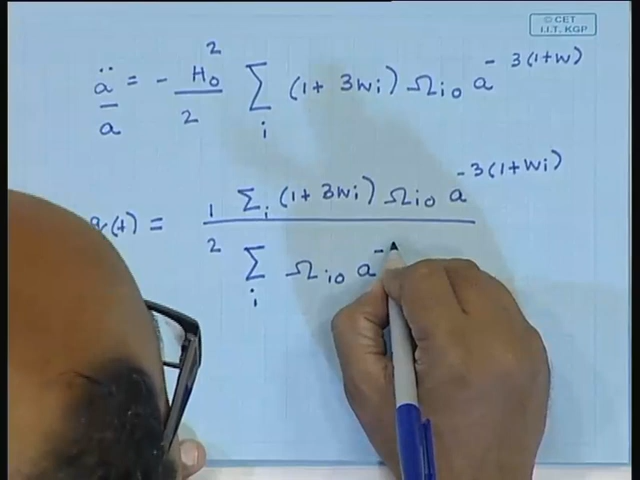 © CET
I.I.T. KGP
ä/a = - H₀²/2 Σᵢ (1+3wᵢ) Ωᵢ₀ a^{-3(1+w)}
(t) = 1/2 Σᵢ (1+3wᵢ) Ωᵢ₀ a^{-3(1+wᵢ)} / Σᵢ Ωᵢ₀ a^{-